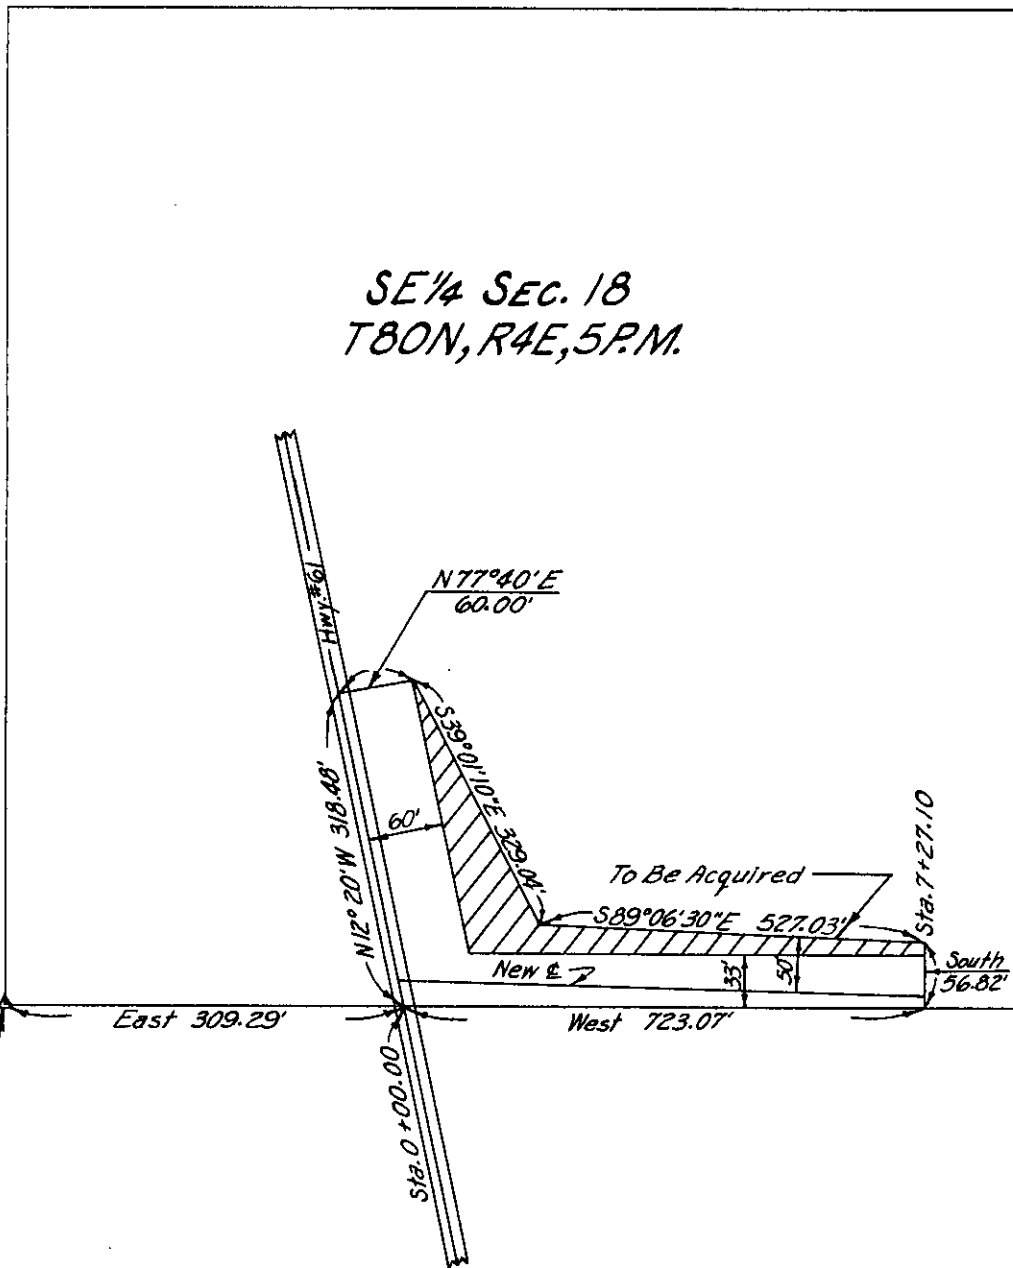 SE¼ SEC. 18
T80N, R4E, 5P.M.
Hwy. #61
N77°40'E
60.00'
S39°01'10"E 329.04'
N12°20'W 318.48'
60'
To Be Acquired
Sta. 7+27.10
S89°06'30"E 527.03'
New ℄
33'
50'
South
56.82'
East 309.29'
West 723.07'
Sta. 0+00.00